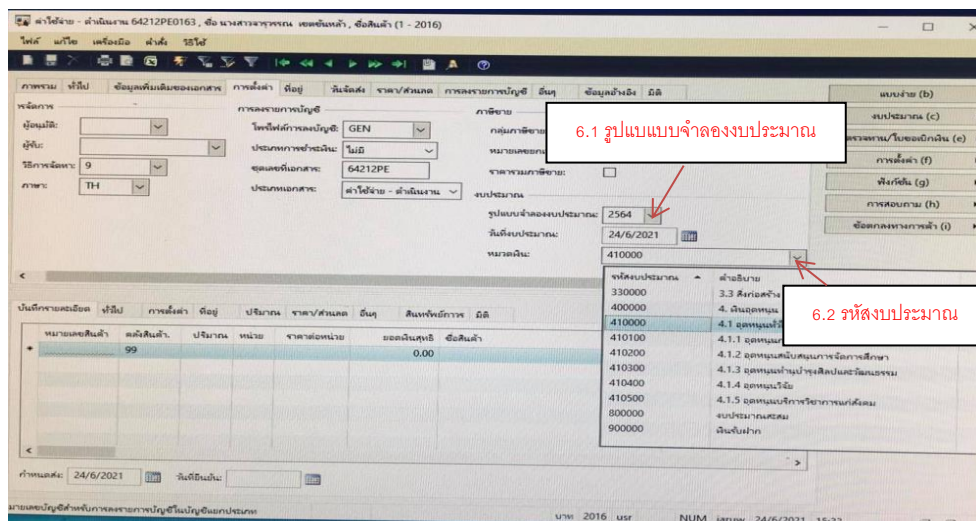 ค่าใช้จ่าย - ดำเนินงาน 64212PE0163 , ชื่อ นางสาวจารุวรรณ เขตขันหล้า , ชื่อสินค้า (1 - 2016)
ไฟล์ แก้ไข เครื่องมือ คำสั่ง วิธีใช้
ภาพรวม ทั่วไป ข้อมูลเพิ่มเติมของเอกสาร การตั้งค่า ที่อยู่ วันจัดส่ง ราคา/ส่วนลด การลงรายการบัญชี อื่นๆ ข้อมูลอ้างอิง มิติ
แบบง่าย (b)
งบประมาณ (c)
ตรวจทาน/ใบขอเบิกเงิน (e)
การตั้งค่า (f)
ฟังก์ชัน (g)
การสอบถาม (h)
ข้อตกลงทางการค้า (i)
ผู้อนุมัติ:
ผู้รับ:
วิธีการจัดหา: 9
ภาษา: TH
การลงรายการบัญชี
โพรไฟล์การลงบัญชี: GEN
ประเภทการชำระเงิน: ไม่มี
ชุดเลขที่เอกสาร: 64212PE
ประเภทเอกสาร: ค่าใช้จ่าย - ดำเนินงาน
ภาษีขาย
กลุ่มภาษีขาย
ราคารวมภาษีขาย:
6.1 รูปแบบแบบจำลองงบประมาณ
งบประมาณ
รูปแบบจำลองงบประมาณ: 2564
วันที่งบประมาณ: 24/6/2021
หมวดเงิน: 410000
รหัสงบประมาณ คำอธิบาย
330000 3.3 สิ่งก่อสร้าง
400000 4. เงินอุดหนุน
410000 4.1 อุดหนุนทั่ว
410100 4.1.1 อุดหนุน
410200 4.1.2 อุดหนุนสนับสนุนการจัดการศึกษา
410300 4.1.3 อุดหนุนทำนุบำรุงศิลปและวัฒนธรรม
410400 4.1.4 อุดหนุนวิจัย
410500 4.1.5 อุดหนุนบริการวิชาการแก่สังคม
800000 งบประมาณสะสม
900000 เงินรับฝาก
6.2 รหัสงบประมาณ
บันทึกรายละเอียด ทั่วไป การตั้งค่า ที่อยู่ ปริมาณ ราคา/ส่วนลด อื่นๆ สินทรัพย์ถาวร มิติ
หมายเลขสินค้า คลังสินค้า. ปริมาณ หน่วย ราคาต่อหน่วย ยอดเงินสุทธิ ชื่อสินค้า
99 0.00
กำหนดส่ง: 24/6/2021 วันที่ยืนยัน:
มายเลขบัญชีสำหรับการลงรายการบัญชีในบัญชีแยกประเภท
บาท 2016 usr NUM 24/6/2021